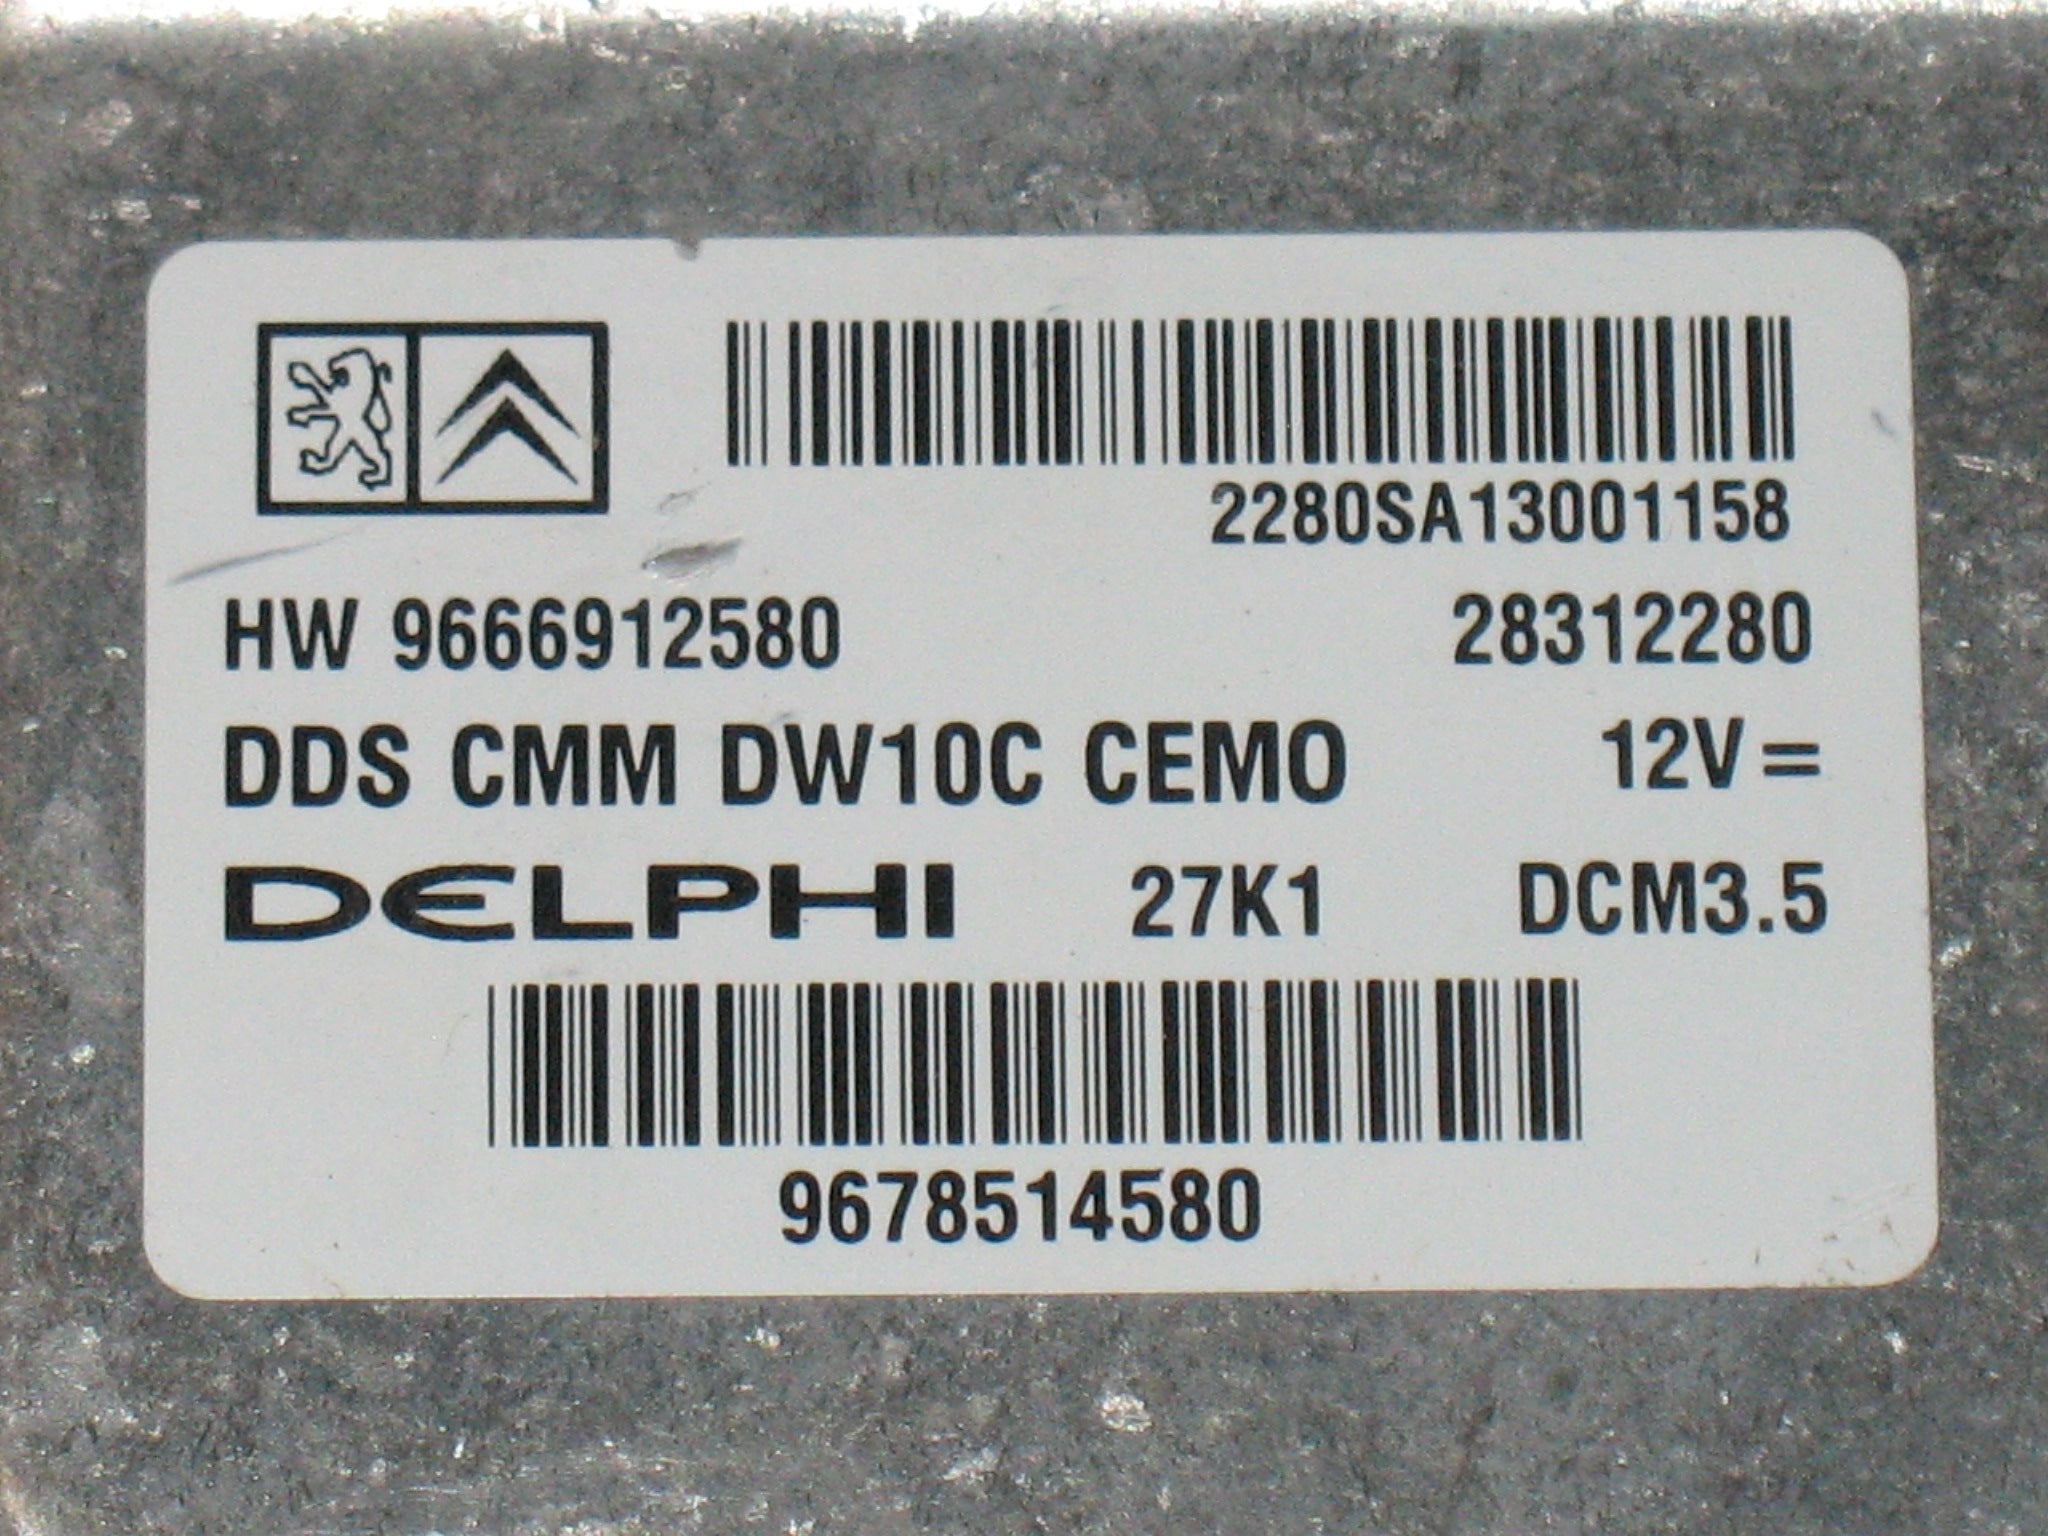 2280SA13001158
HW 9666912580 28312280
DDS CMM DW10C CEMO 12V=
DELPHI 27K1 DCM3.5
9678514580